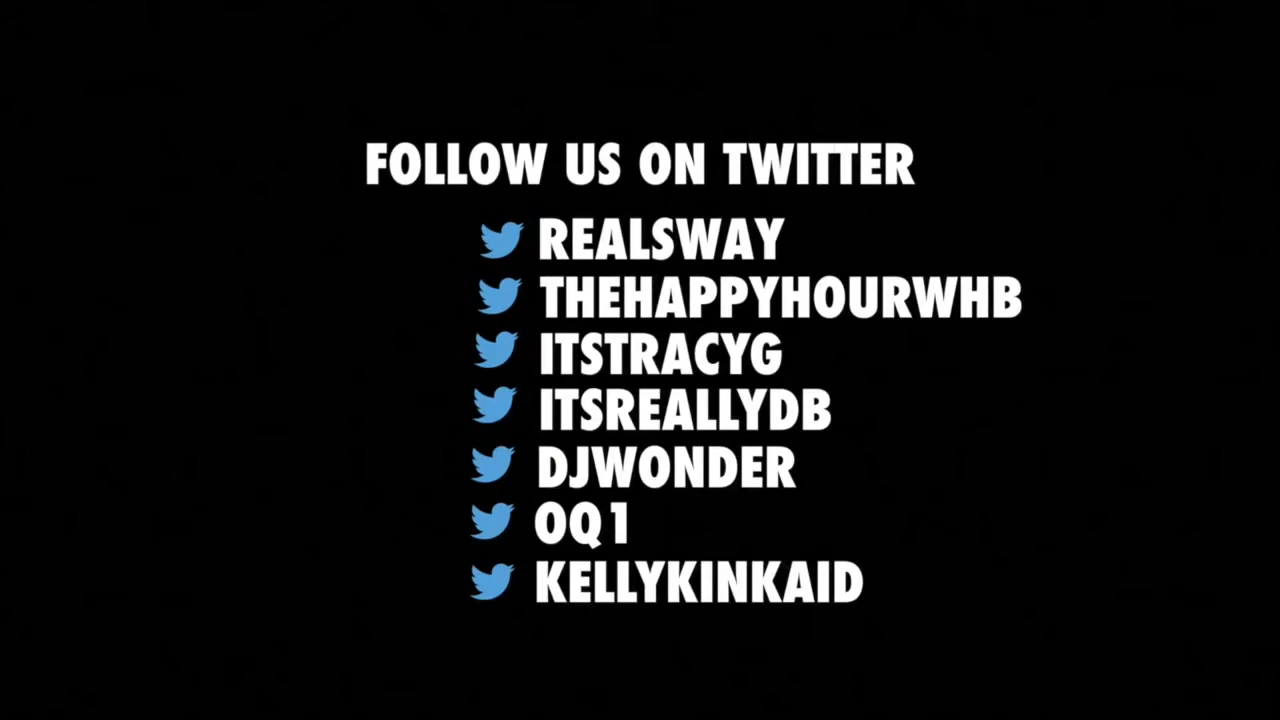 FOLLOW US ON TWITTER
REALSWAY
THEHAPPYHOURWHB
ITSTRACYG
ITSREALLYDB
DJWONDER
OQ1
KELLYKINKAID